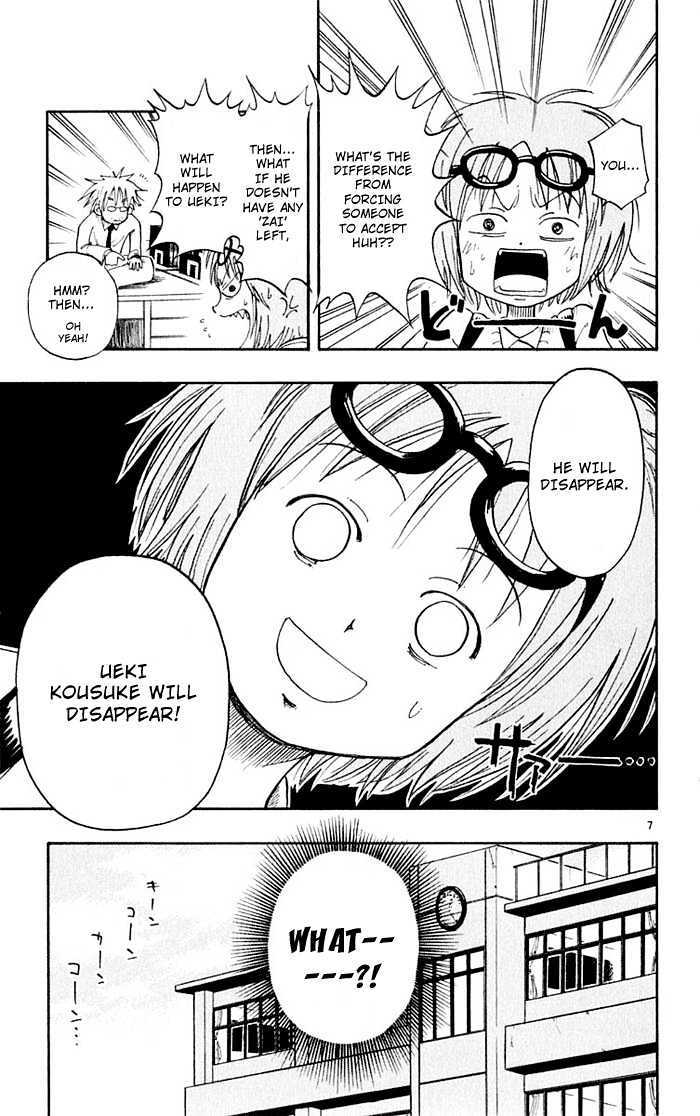 YOU...
WHAT'S THE
DIFFERENCE
FROM
FORCING
SOMEONE
TO ACCEPT
HUH??
ど——ん
THEN...
WHAT
IF HE
DOESN'T
HAVE ANY
'ZAI'
LEFT,
WHAT
WILL
HAPPEN
TO UEKI?
HMM?
THEN...
OH
YEAH!
HE WILL
DISAPPEAR.
UEKI
KOUSUKE WILL
DISAPPEAR!
サァー...
7
WHAT--
---?!
キーン
コーン
カーン
コーン...